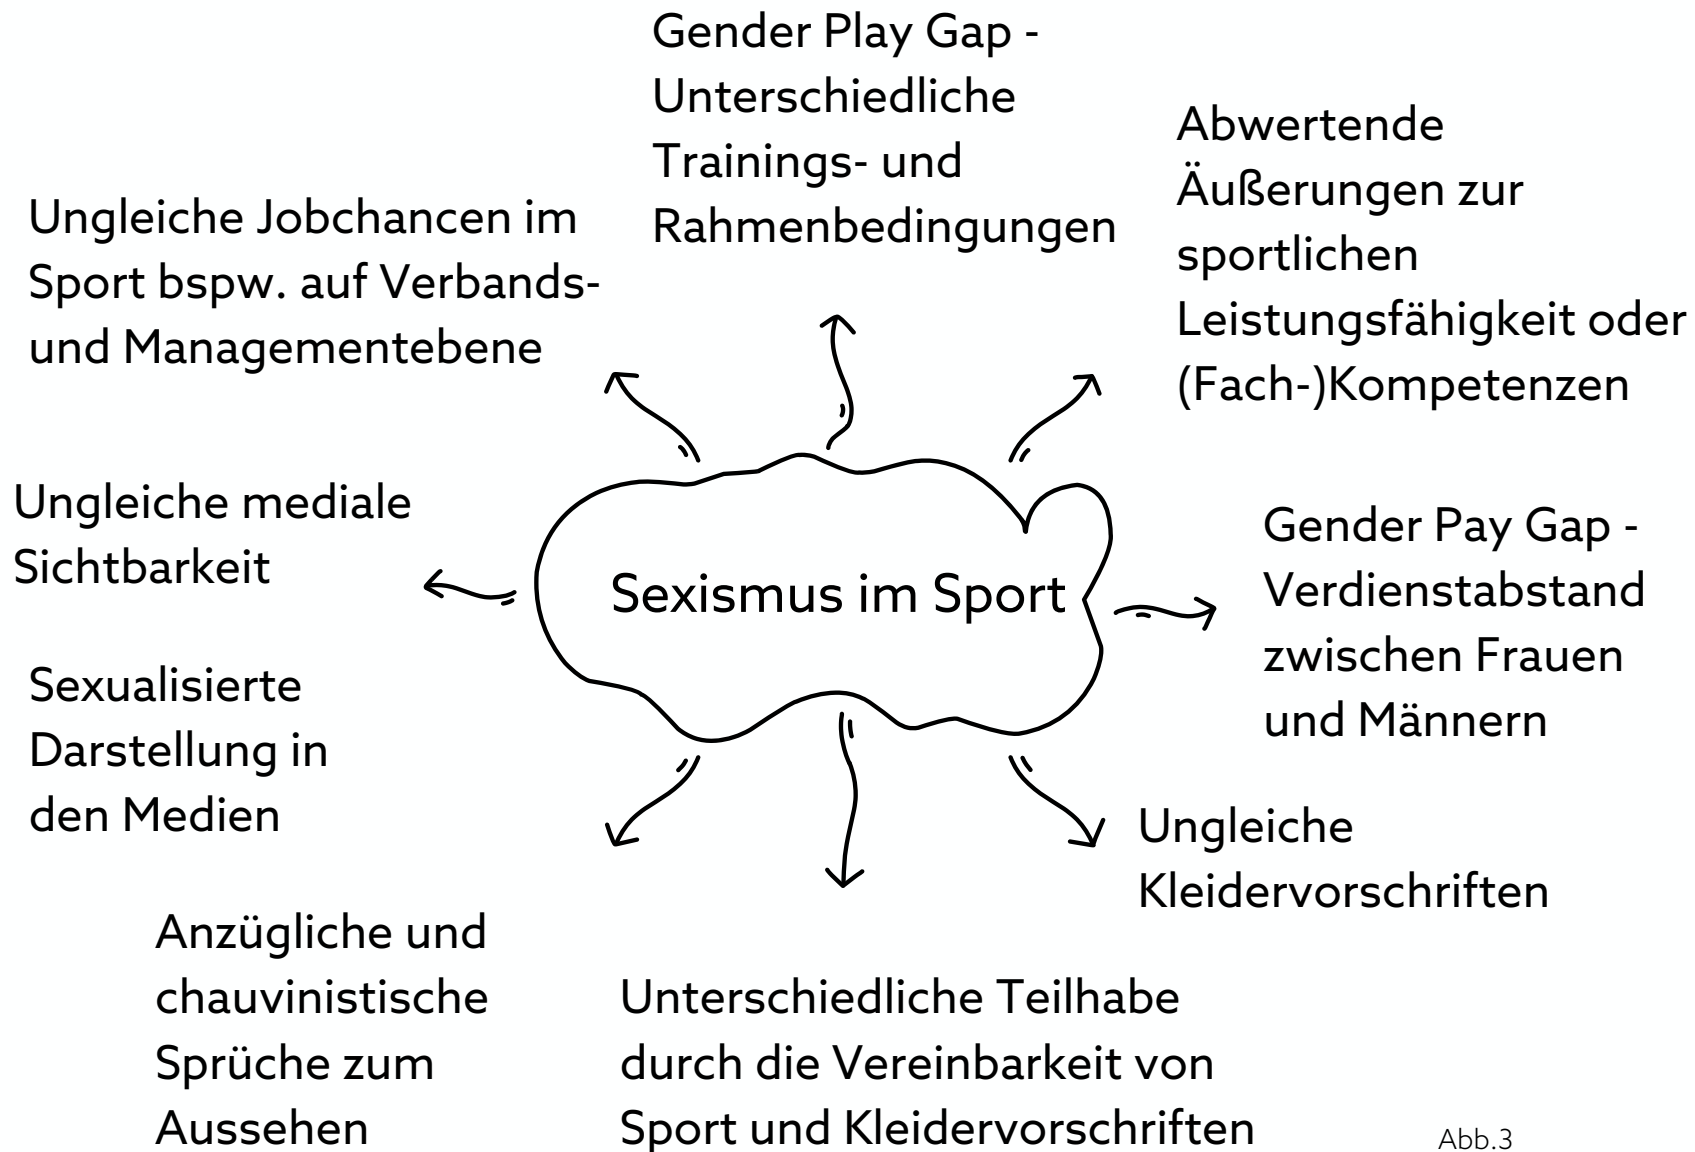 Gender Play Gap -
Unterschiedliche
Trainings- und
Rahmenbedingungen
Abwertende
Äußerungen zur
sportlichen
Leistungsfähigkeit oder
(Fach-)Kompetenzen
Ungleiche Jobchancen im
Sport bspw. auf Verbands-
und Managementebene
Ungleiche mediale
Sichtbarkeit
Sexismus im Sport
Gender Pay Gap -
Verdienstabstand
zwischen Frauen
und Männern
Sexualisierte
Darstellung in
den Medien
Ungleiche
Kleidervorschriften
Anzügliche und
chauvinistische
Sprüche zum
Aussehen
Unterschiedliche Teilhabe
durch die Vereinbarkeit von
Sport und Kleidervorschriften
Abb.3